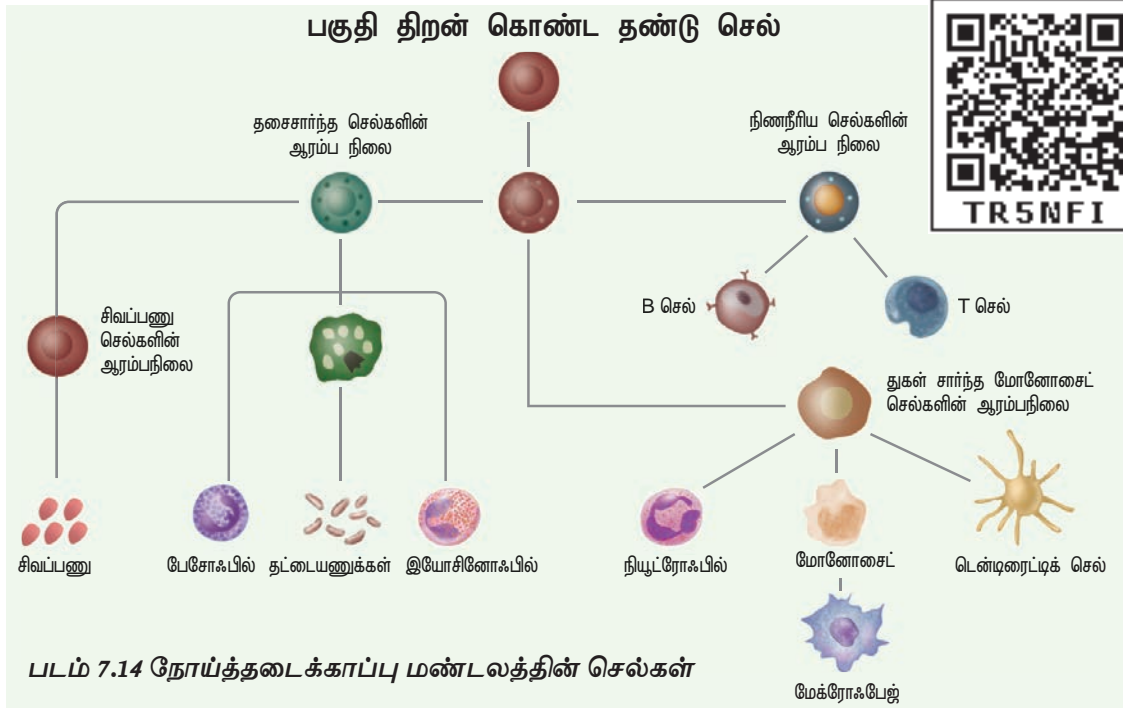 பகுதி திறன் கொண்ட தண்டு செல்
TR5NFI
தசைசார்ந்த செல்களின்
ஆரம்ப நிலை
நிணநீரிய செல்களின்
ஆரம்ப நிலை
B செல்
T செல்
சிவப்பணு
செல்களின்
ஆரம்பநிலை
துகள் சார்ந்த மோனோசைட்
செல்களின் ஆரம்பநிலை
சிவப்பணு
பேசோஃபில்
தட்டையணுக்கள்
இயோசினோஃபில்
நியூட்ரோஃபில்
மோனோசைட்
டென்டிரைட்டிக் செல்
மேக்ரோஃபேஜ்
படம் 7.14 நோய்த்தடைக்காப்பு மண்டலத்தின் செல்கள்